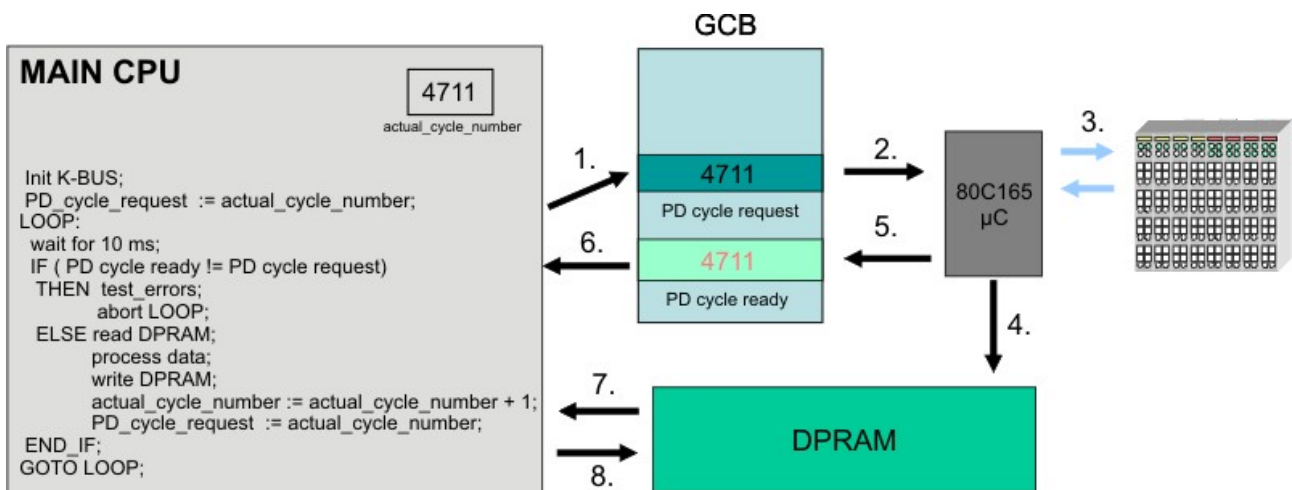 GCB
MAIN CPU
4711
actual_cycle_number
Init K-BUS;
PD_cycle_request := actual_cycle_number;
LOOP:
wait for 10 ms;
IF ( PD cycle ready != PD cycle request)
THEN test_errors;
abort LOOP;
ELSE read DPRAM;
process data;
write DPRAM;
actual_cycle_number := actual_cycle_number + 1;
PD_cycle_request := actual_cycle_number;
END_IF;
GOTO LOOP;
1.
4711
PD cycle request
2.
80C165
µC
3.
6.
4711
PD cycle ready
5.
4.
7.
DPRAM
8.